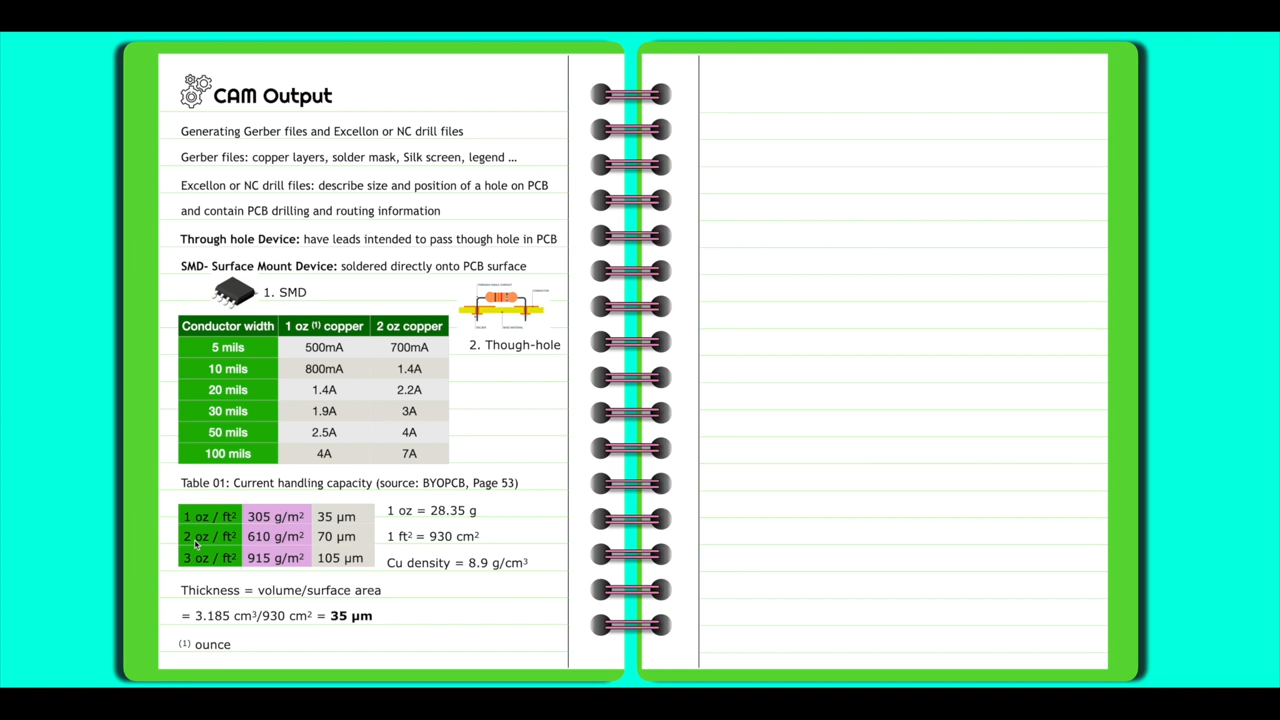 CAM Output
Generating Gerber files and Excellon or NC drill files
Gerber files: copper layers, solder mask, Silk screen, legend ...
Excellon or NC drill files: describe size and position of a hole on PCB
and contain PCB drilling and routing information
Through hole Device: have leads intended to pass though hole in PCB
SMD- Surface Mount Device: soldered directly onto PCB surface
1. SMD
2. Though-hole
Conductor width 1 oz (1) copper 2 oz copper
5 mils 500mA 700mA
10 mils 800mA 1.4A
20 mils 1.4A 2.2A
30 mils 1.9A 3A
50 mils 2.5A 4A
100 mils 4A 7A
Table 01: Current handling capacity (source: BYOPCB, Page 53)
1 oz / ft² 305 g/m² 35 µm
2 oz / ft² 610 g/m² 70 µm
3 oz / ft² 915 g/m² 105 µm
1 oz = 28.35 g
1 ft² = 930 cm²
Cu density = 8.9 g/cm³
Thickness = volume/surface area
= 3.185 cm³/930 cm² = 35 µm
(1) ounce